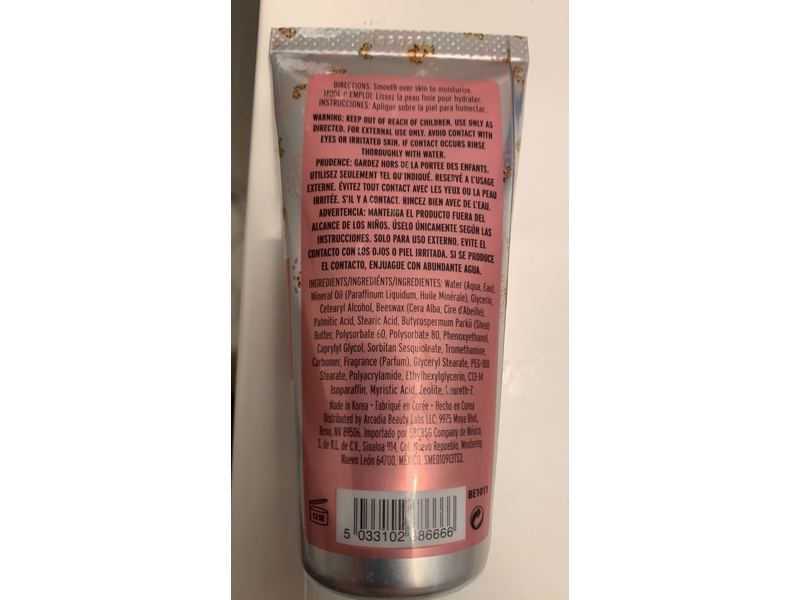 DIRECTIONS: Smooth over skin to moisturize.
MODE D'EMPLOI: Lissez la peau finie pour hydrater.
INSTRUCCIONES: Aplique sobre la piel para humectar.
WARNING: KEEP OUT OF REACH OF CHILDREN. USE ONLY AS
DIRECTED. FOR EXTERNAL USE ONLY. AVOID CONTACT WITH
EYES OR IRRITATED SKIN. IF CONTACT OCCURS RINSE
THOROUGHLY WITH WATER.
PRUDENCE: GARDEZ HORS DE LA PORTEE DES ENFANTS.
UTILISEZ SEULEMENT TEL QU'INDIQUÉ. RESERVÉ A L'USAGE
EXTERNE. ÉVITEZ TOUT CONTACT AVEC LES YEUX OU LA PEAU
IRRITÉE. S'IL Y A CONTACT. RINCEZ BIEN AVEC DE L'EAU.
ADVERTENCIA: MANTENGA EL PRODUCTO FUERA DEL
ALCANCE DE LOS NIÑOS. ÚSELO ÚNICAMENTE SEGÚN LAS
INSTRUCCIONES. SOLO PARA USO EXTERNO. EVITE EL
CONTACTO CON LOS OJOS O PIEL IRRITADA. SI SE PRODUCE
EL CONTACTO, ENJUAGUE CON ABUNDANTE AGUA.
INGREDIENTS/INGREDIÉNTS/INGREDIENTES: Water (Aqua, Eau),
Mineral Oil (Paraffinum Liquidum, Huile Minérale), Glycerin,
Cetearyl Alcohol, Beeswax (Cera Alba, Cire d'Abeille),
Palmitic Acid, Stearic Acid, Butyrospermum Parkii (Shea)
Butter, Polysorbate 60, Polysorbate 80, Phenoxyethanol,
Caprylyl Glycol, Sorbitan Sesquioleate, Tromethamine,
Carbomer, Fragrance (Parfum), Glyceryl Stearate, PEG-100
Stearate, Polyacrylamide, Ethylhexylglycerin, C13-14
Isoparaffin, Myristic Acid, Zeolite, Laureth-7.
Made in Korea • Fabriqué en Corée • Hecho en Corea
Distributed by Arcadia Beauty Labs LLC, 9975 Moya Blvd.,
Reno, NV 89506. Importado por SBCBSG Company de México,
S. de R.L. de C.V., Sinaloa 914, Col. Nuevo Repueblo, Monterrey,
Nuevo León 64700, MÉXICO. SME010913TS3.
BE1011
12 M
5 033102 886666